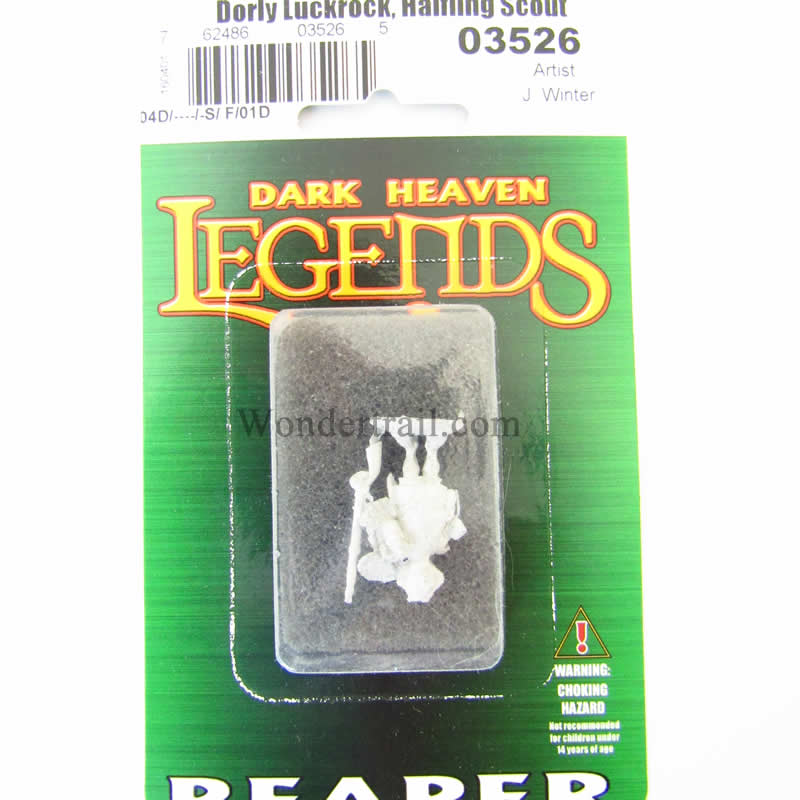 Dorly Luckrock, Halfling Scout
7 62486 03526 5
03526
Artist
J Winter
04D/----/-S/ F/01D
DARK HEAVEN
LEGENDS
Wondertrail.com
WARNING:
CHOKING
HAZARD
Not recommended
for children under
14 years of age
REAPER